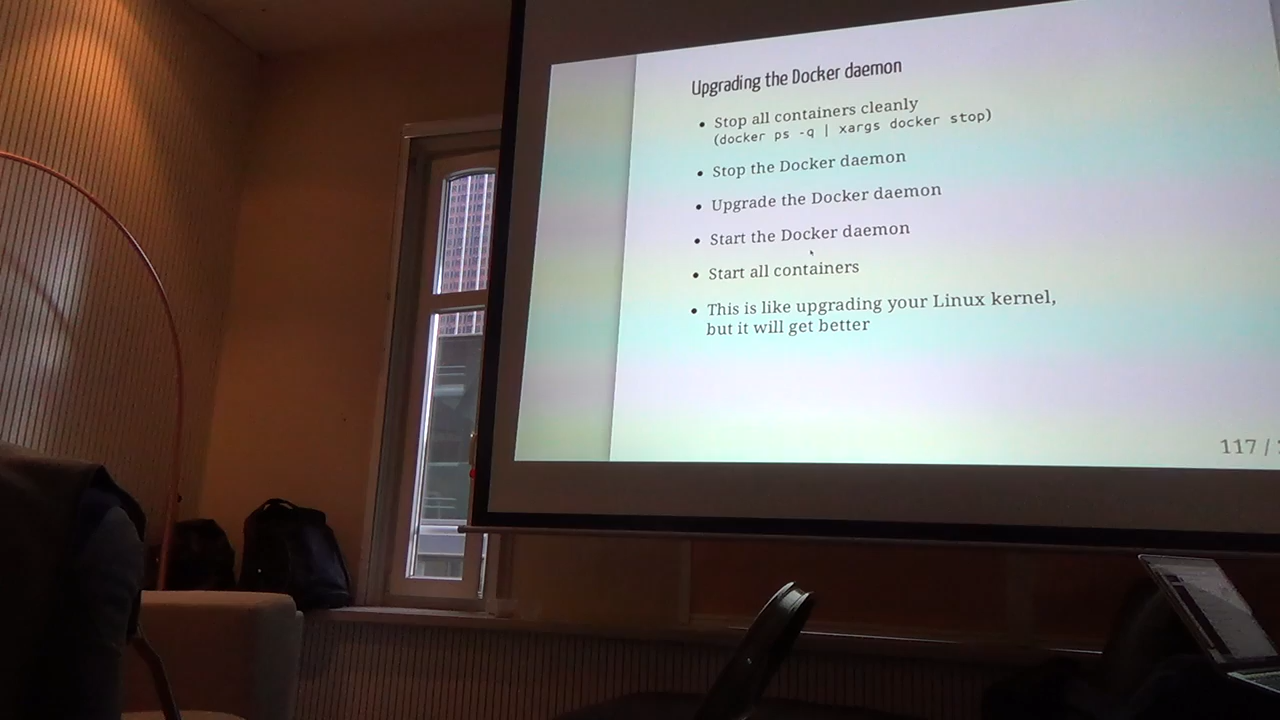 Upgrading the Docker daemon
• Stop all containers cleanly
(docker ps -q | xargs docker stop)
• Stop the Docker daemon
• Upgrade the Docker daemon
• Start the Docker daemon
• Start all containers
• This is like upgrading your Linux kernel,
but it will get better
117 /